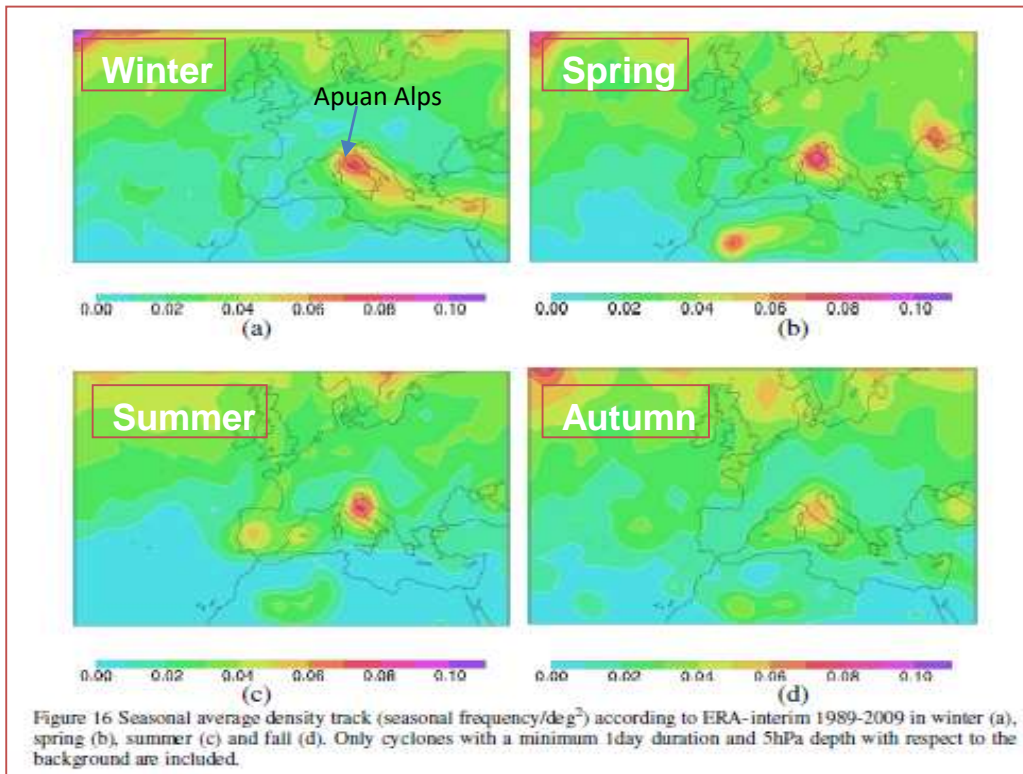 Winter
Apuan Alps
Spring
0.00 0.02 0.04 0.06 0.08 0.10
(a)
0.00 0.02 0.04 0.06 0.08 0.10
(b)
Summer
Autumn
0.00 0.02 0.04 0.06 0.08 0.10
(c)
0.00 0.02 0.04 0.06 0.08 0.10
(d)
Figure 16 Seasonal average density track (seasonal frequency/deg²) according to ERA-interim 1989-2009 in winter (a),
spring (b), summer (c) and fall (d). Only cyclones with a minimum 1day duration and 5hPa depth with respect to the
background are included.